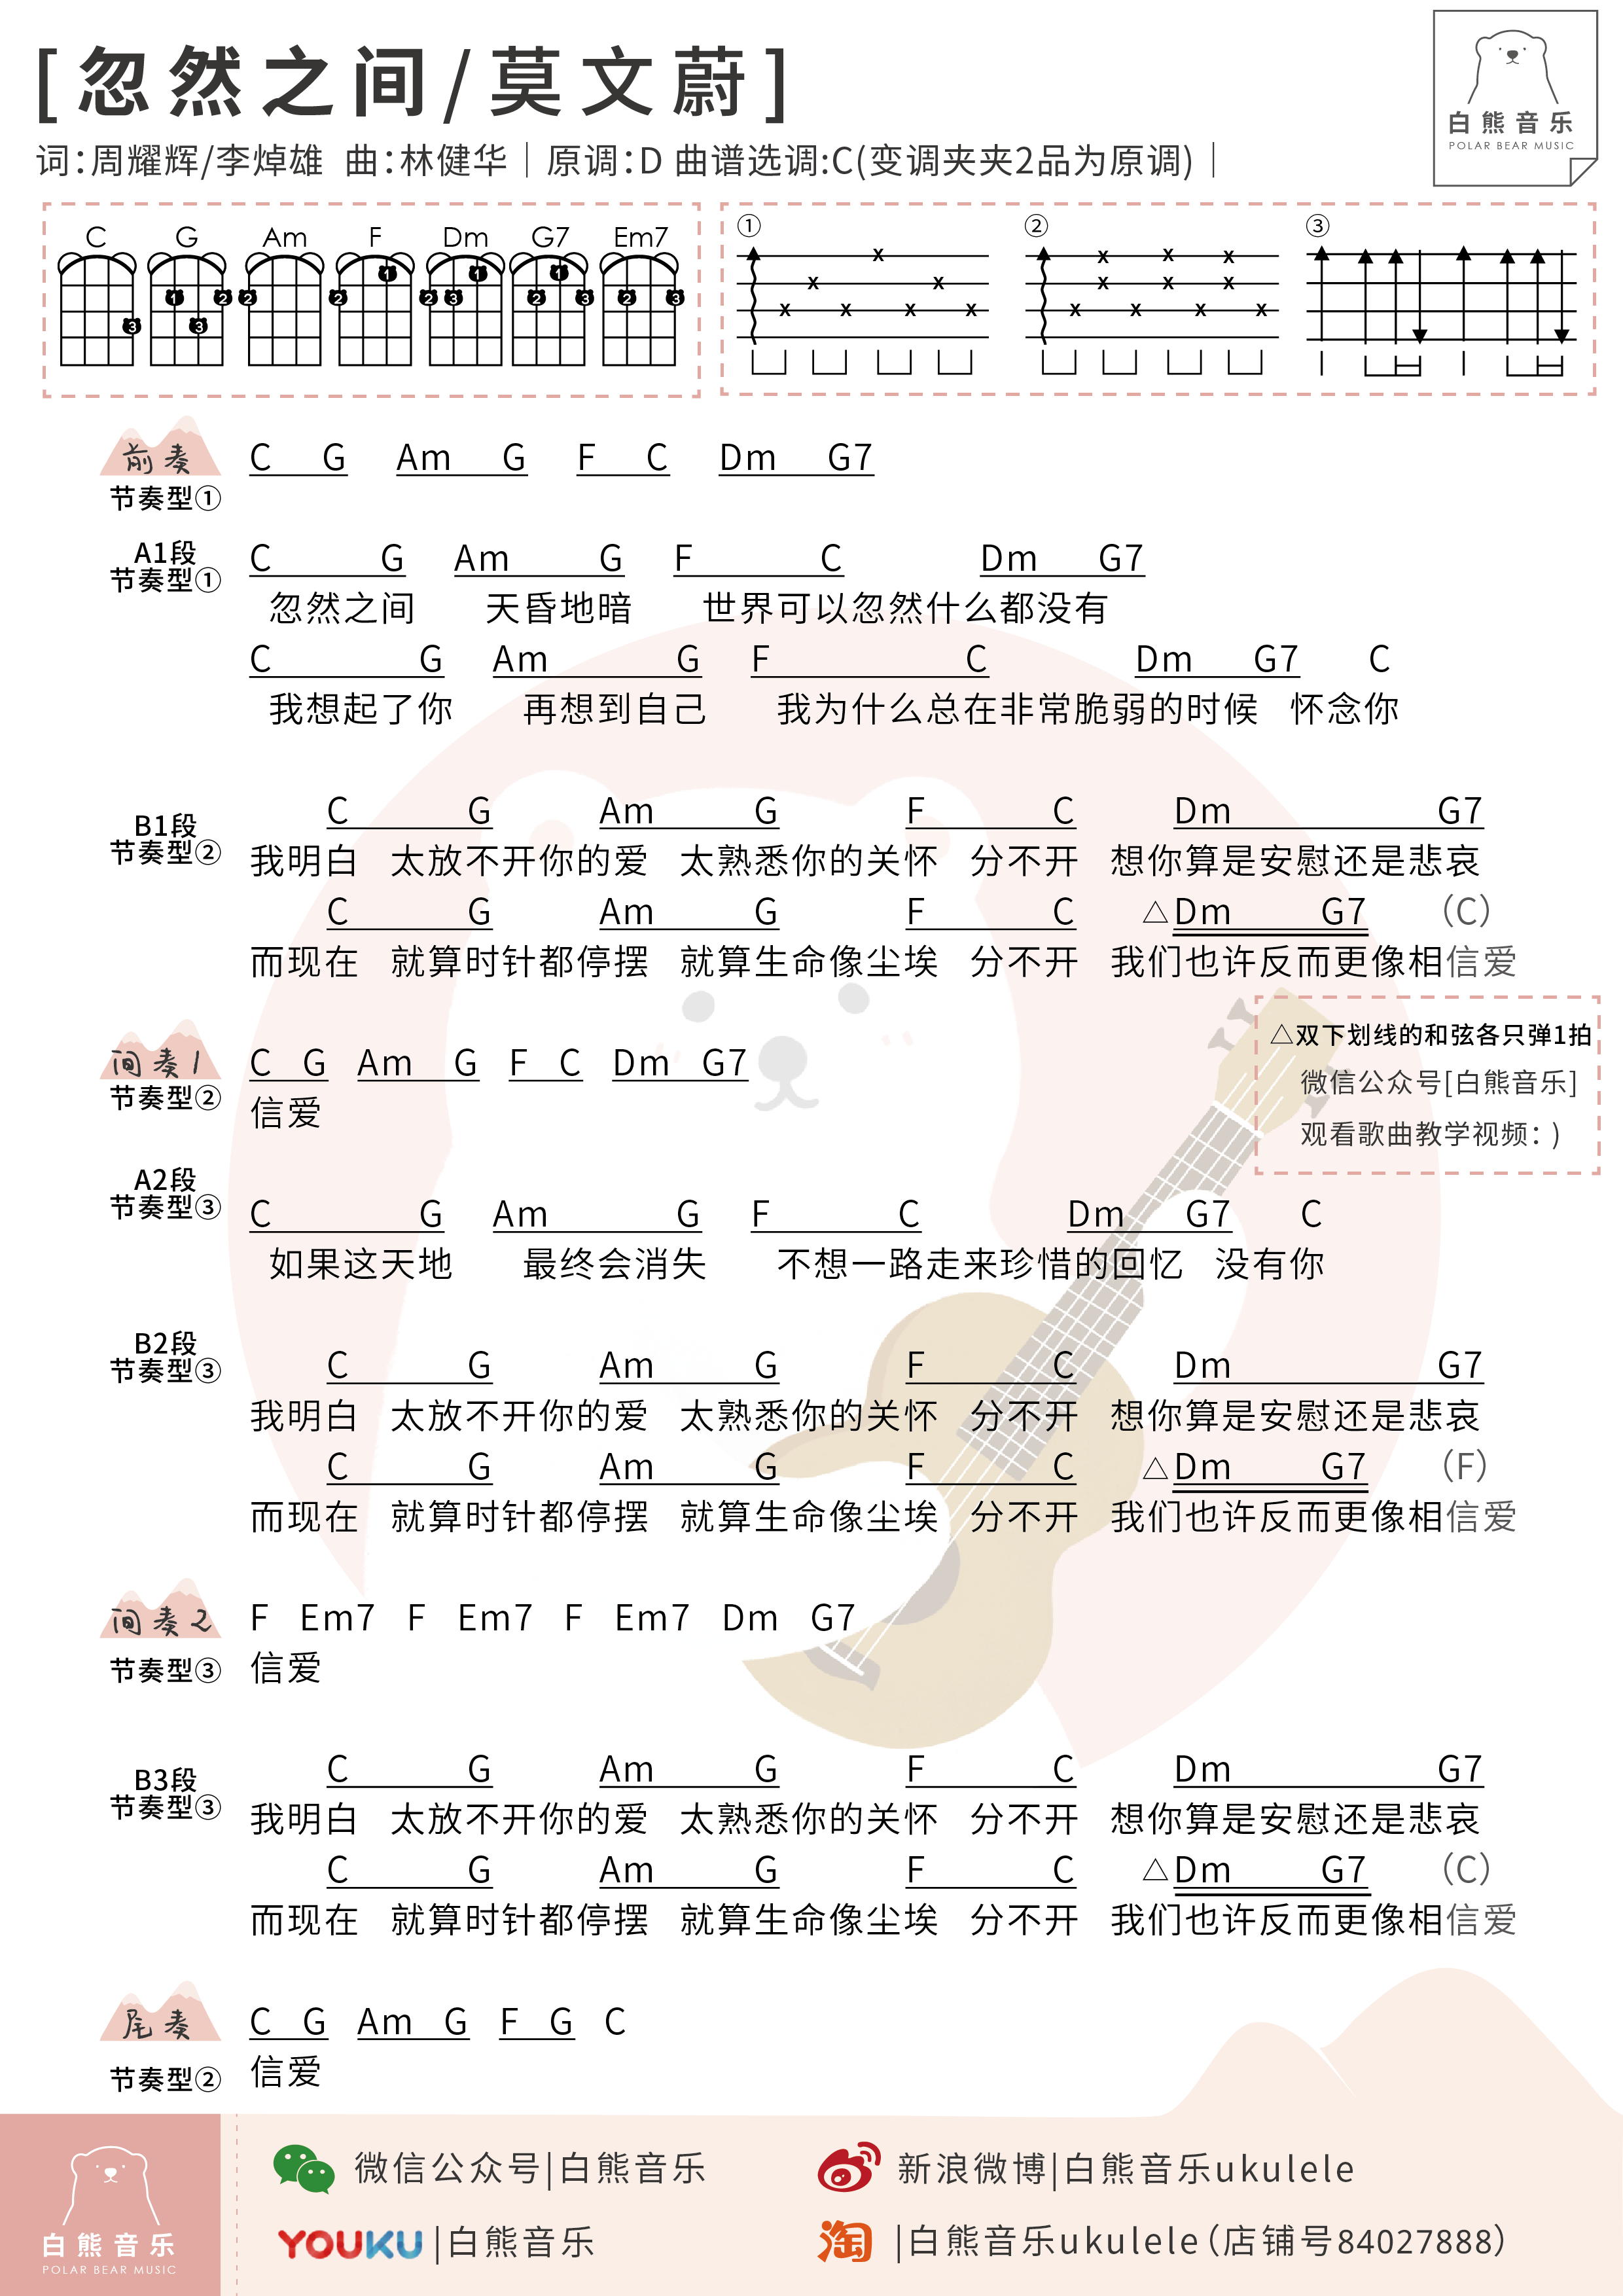 [忽然之间/莫文蔚]
白熊音乐
POLAR BEAR MUSIC
词:周耀辉/李焯雄 曲:林健华｜原调:D 曲谱选调:C(变调夹夹2品为原调)｜
C G Am F Dm G7 Em7
1 2 3 2 2 1 2 3 1 2 1 3 2 3
① ② ③
x x x x x x x
x x x x x x x x x x
前奏 C G Am G F C Dm G7
节奏型①
A1段 C G Am G F C Dm G7
节奏型①
忽然之间 天昏地暗 世界可以忽然什么都没有
C G Am G F C Dm G7 C
我想起了你 再想到自己 我为什么总在非常脆弱的时候 怀念你
C G Am G F C Dm G7
B1段
节奏型② 我明白 太放不开你的爱 太熟悉你的关怀 分不开 想你算是安慰还是悲哀
C G Am G F C △Dm G7 (C)
而现在 就算时针都停摆 就算生命像尘埃 分不开 我们也许反而更像相信爱
△双下划线的和弦各只弹1拍
微信公众号[白熊音乐]
观看歌曲教学视频：)
间奏1 C G Am G F C Dm G7
节奏型② 信爱
A2段
节奏型③ C G Am G F C Dm G7 C
如果这天地 最终会消失 不想一路走来珍惜的回忆 没有你
B2段
节奏型③ C G Am G F C Dm G7
我明白 太放不开你的爱 太熟悉你的关怀 分不开 想你算是安慰还是悲哀
C G Am G F C △Dm G7 (F)
而现在 就算时针都停摆 就算生命像尘埃 分不开 我们也许反而更像相信爱
间奏2 F Em7 F Em7 F Em7 Dm G7
节奏型③ 信爱
C G Am G F C Dm G7
B3段
节奏型③ 我明白 太放不开你的爱 太熟悉你的关怀 分不开 想你算是安慰还是悲哀
C G Am G F C △Dm G7 (C)
而现在 就算时针都停摆 就算生命像尘埃 分不开 我们也许反而更像相信爱
尾奏 C G Am G F G C
节奏型② 信爱
白熊音乐
POLAR BEAR MUSIC
微信公众号|白熊音乐
新浪微博|白熊音乐ukulele
YOUKU |白熊音乐
淘 |白熊音乐ukulele(店铺号84027888)